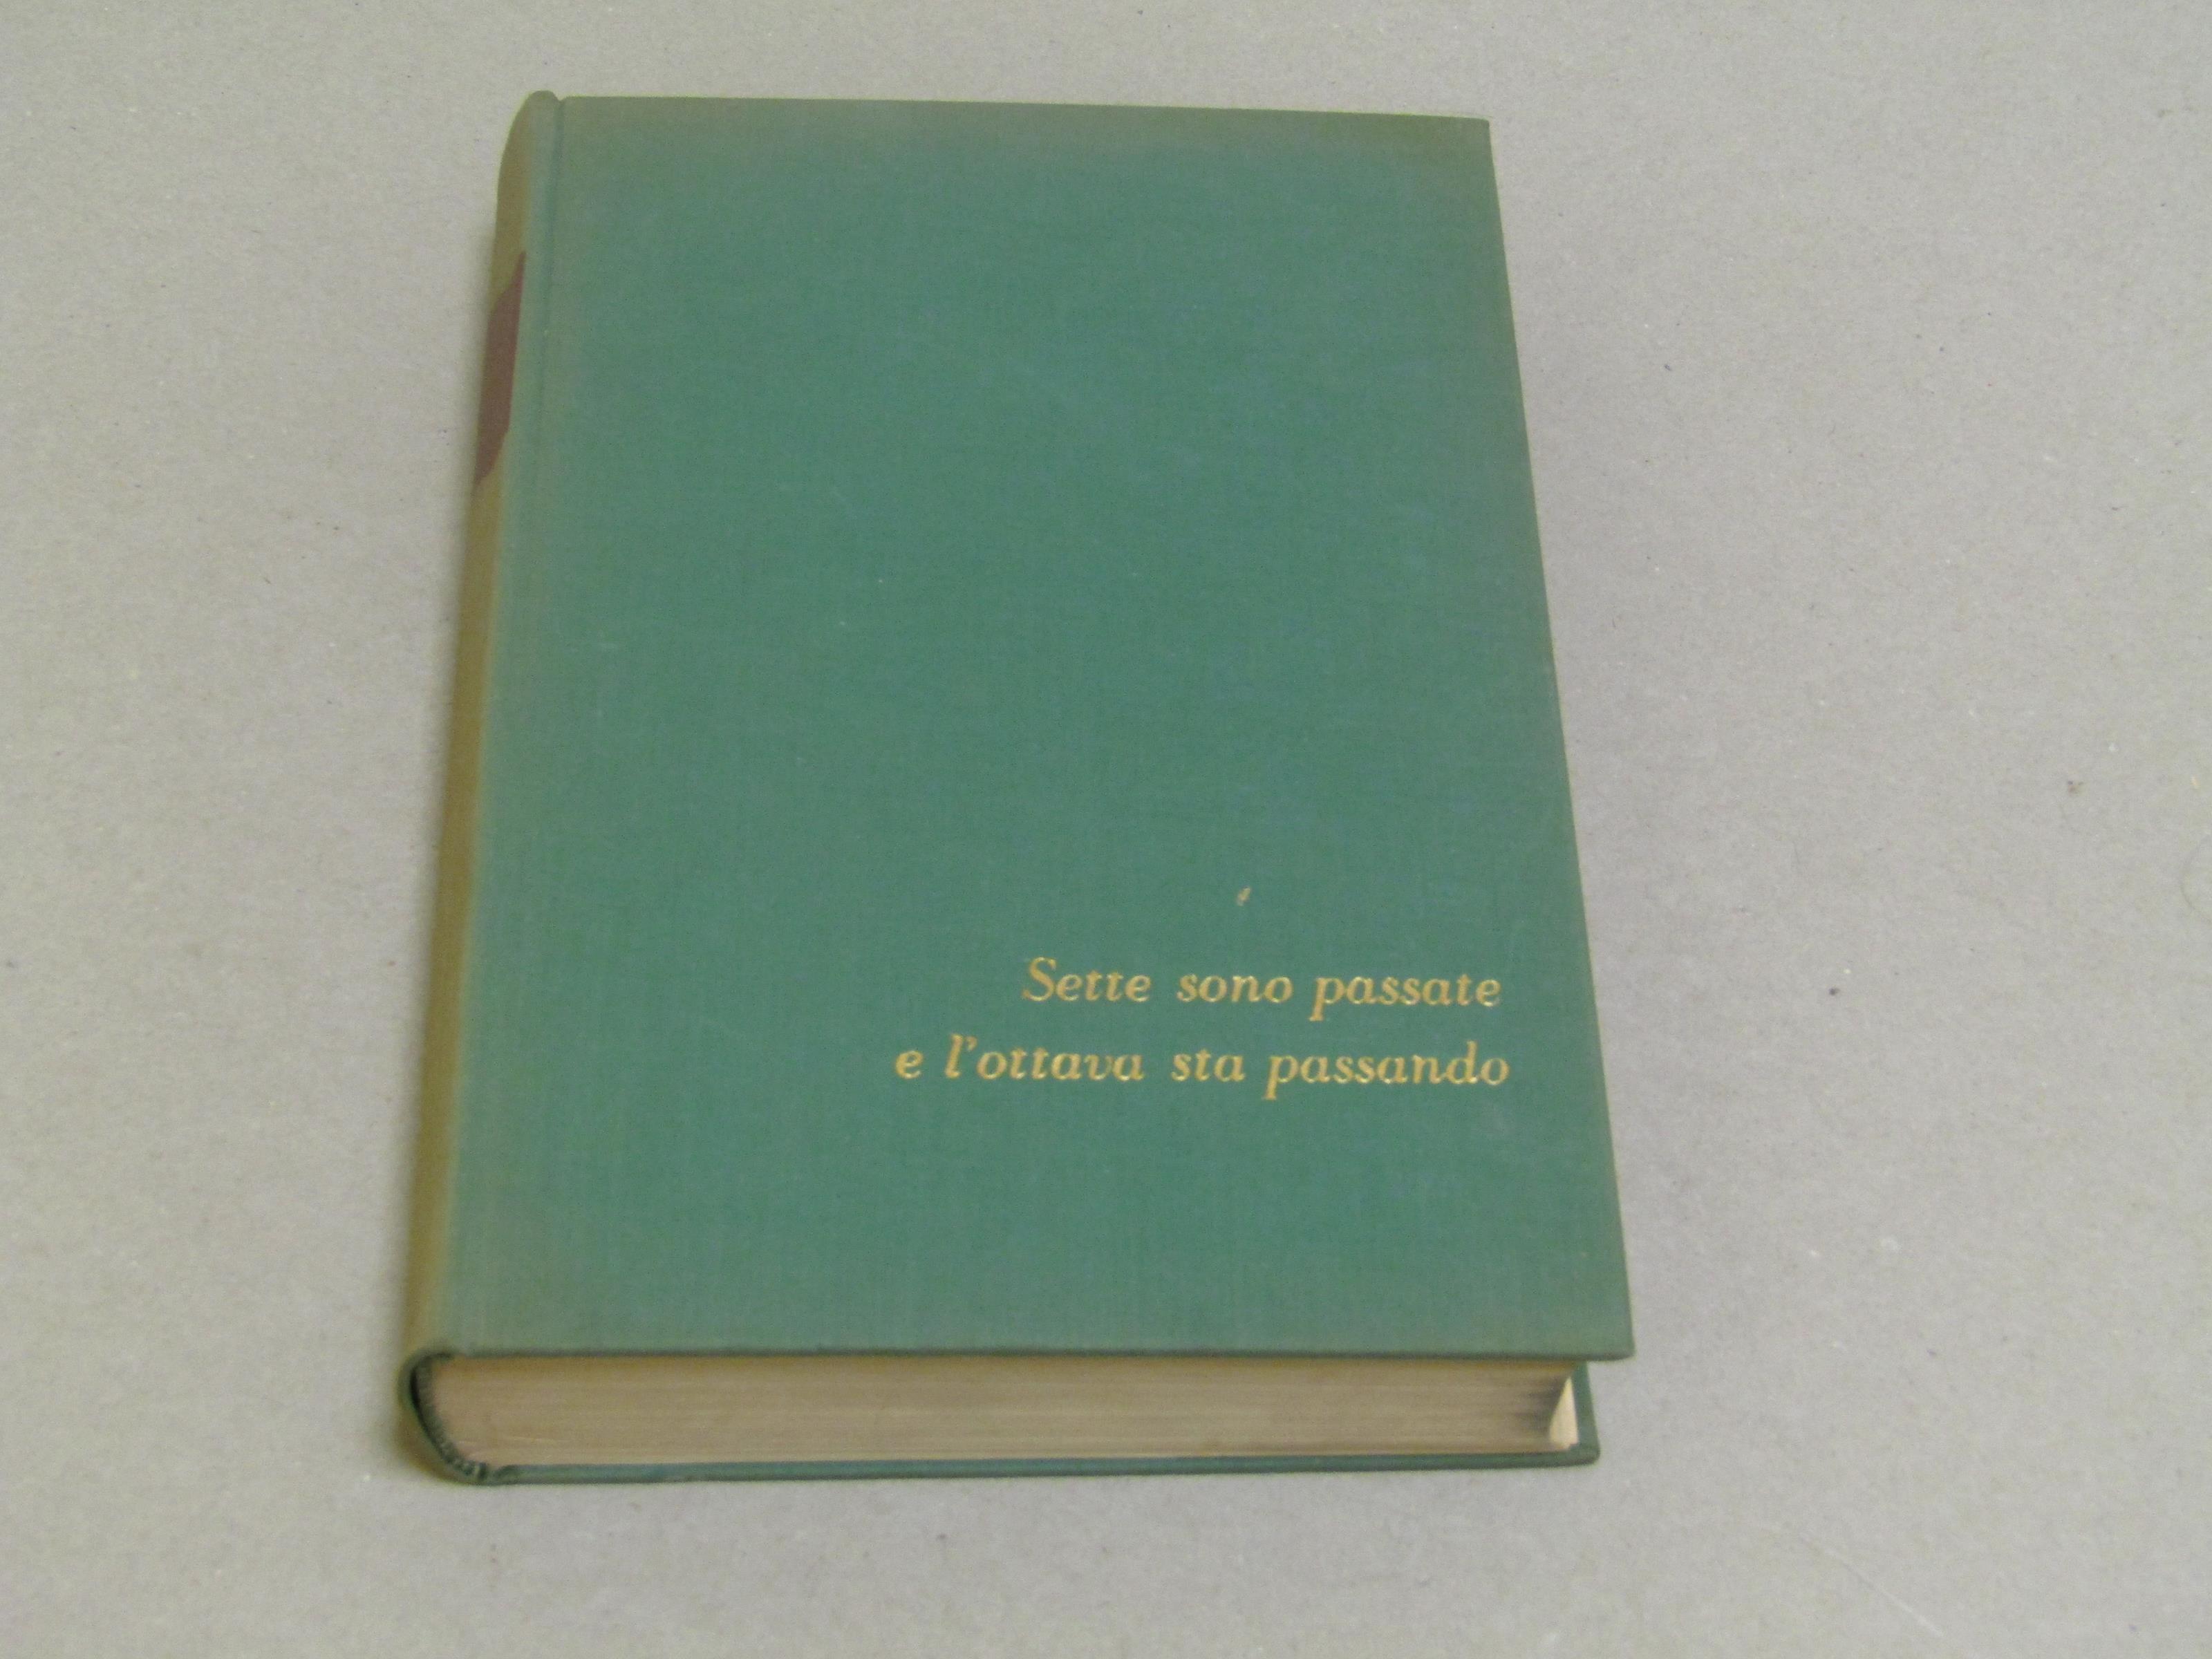 Sette sono passate
e l'ottava sta passando